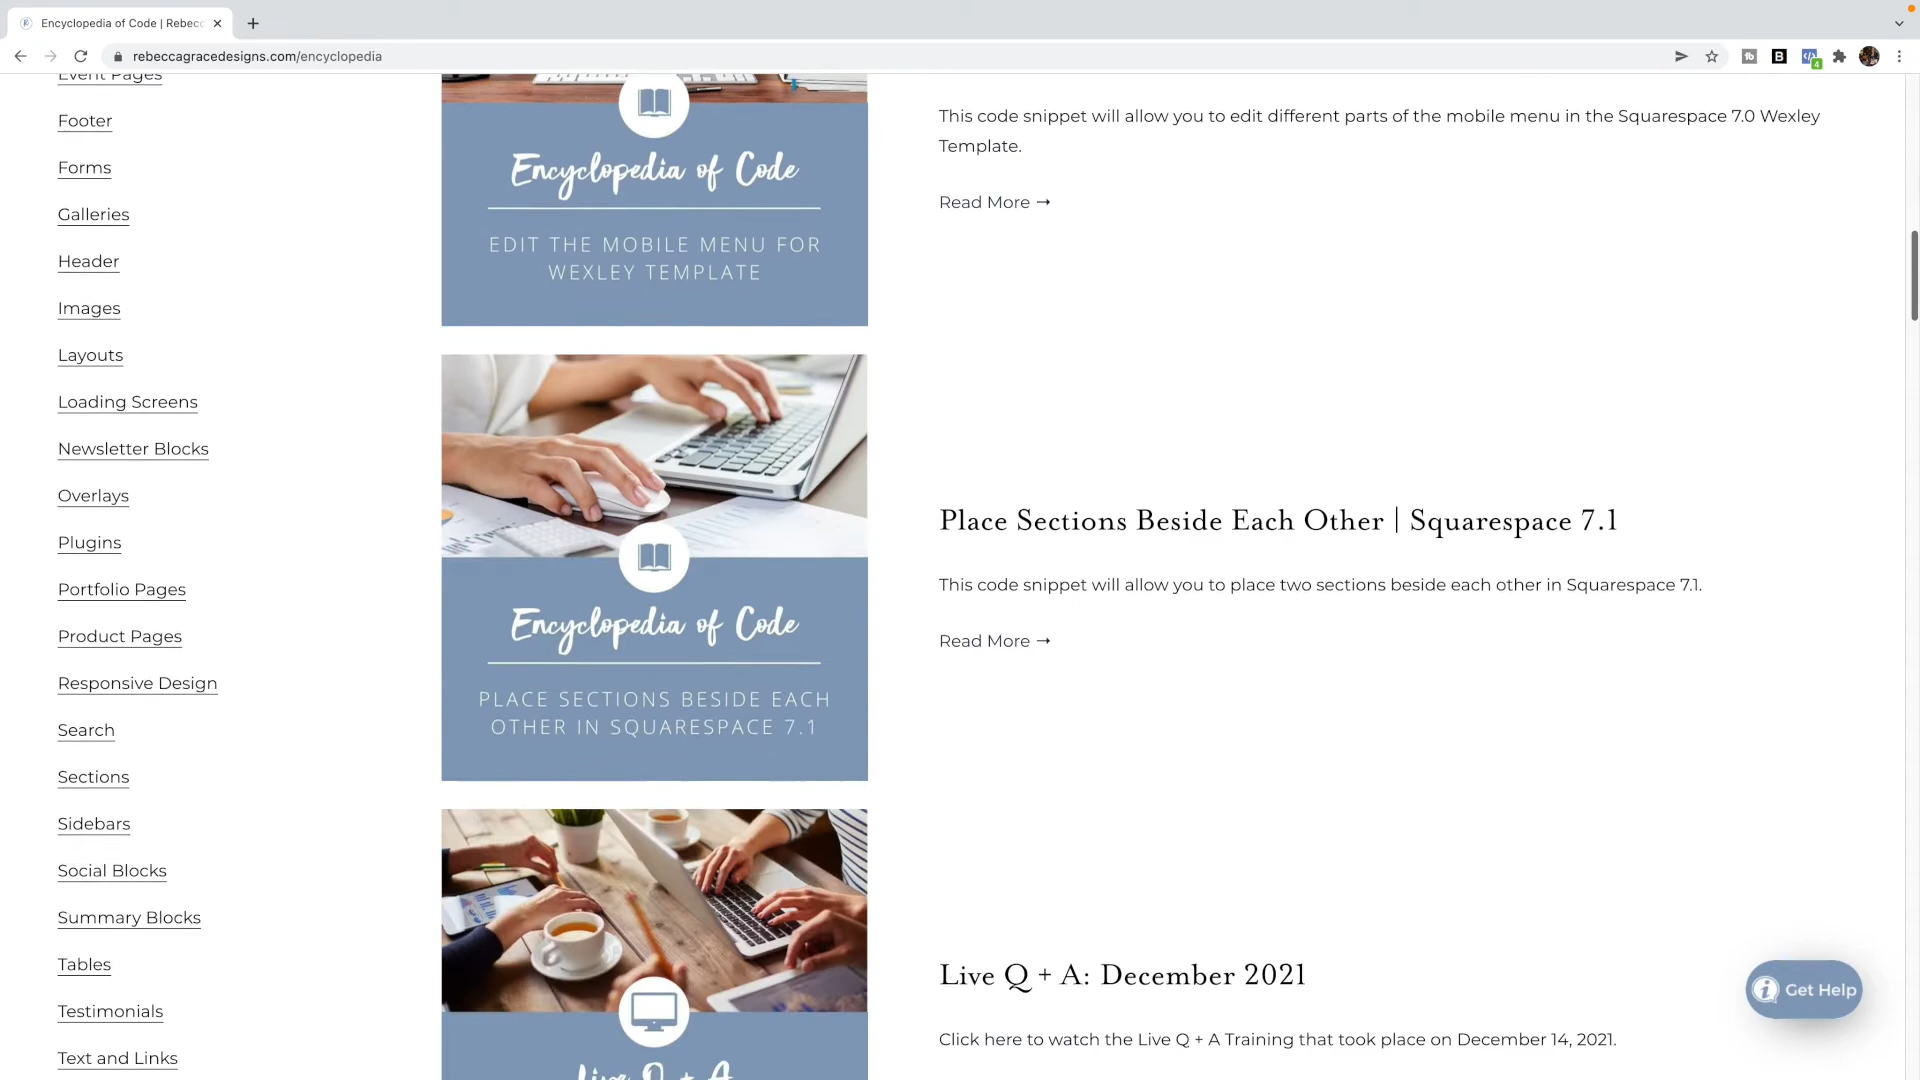 Encyclopedia of Code | Rebecc
rebeccagracedesigns.com/encyclopedia
Event Pages
Footer
Forms
Galleries
Header
Images
Layouts
Loading Screens
Newsletter Blocks
Overlays
Plugins
Portfolio Pages
Product Pages
Responsive Design
Search
Sections
Sidebars
Social Blocks
Summary Blocks
Tables
Testimonials
Text and Links
Encyclopedia of Code
EDIT THE MOBILE MENU FOR
WEXLEY TEMPLATE
This code snippet will allow you to edit different parts of the mobile menu in the Squarespace 7.0 Wexley
Template.
Read More →
Encyclopedia of Code
PLACE SECTIONS BESIDE EACH
OTHER IN SQUARESPACE 7.1
Place Sections Beside Each Other | Squarespace 7.1
This code snippet will allow you to place two sections beside each other in Squarespace 7.1.
Read More →
Live Q + A
Live Q + A: December 2021
Click here to watch the Live Q + A Training that took place on December 14, 2021.
Get Help